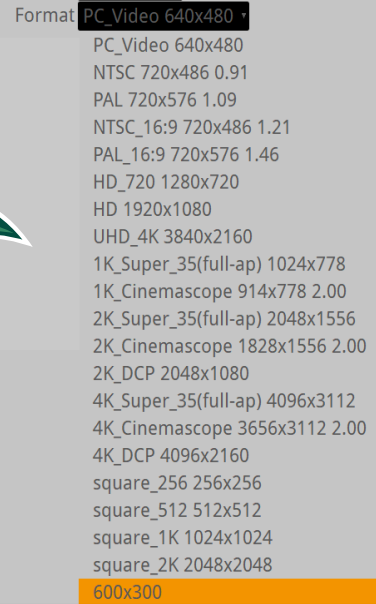 Format PC_Video 640x480
PC_Video 640x480
NTSC 720x486 0.91
PAL 720x576 1.09
NTSC_16:9 720x486 1.21
PAL_16:9 720x576 1.46
HD_720 1280x720
HD 1920x1080
UHD_4K 3840x2160
1K_Super_35(full-ap) 1024x778
1K_Cinemascope 914x778 2.00
2K_Super_35(full-ap) 2048x1556
2K_Cinemascope 1828x1556 2.00
2K_DCP 2048x1080
4K_Super_35(full-ap) 4096x3112
4K_Cinemascope 3656x3112 2.00
4K_DCP 4096x2160
square_256 256x256
square_512 512x512
square_1K 1024x1024
square_2K 2048x2048
600x300